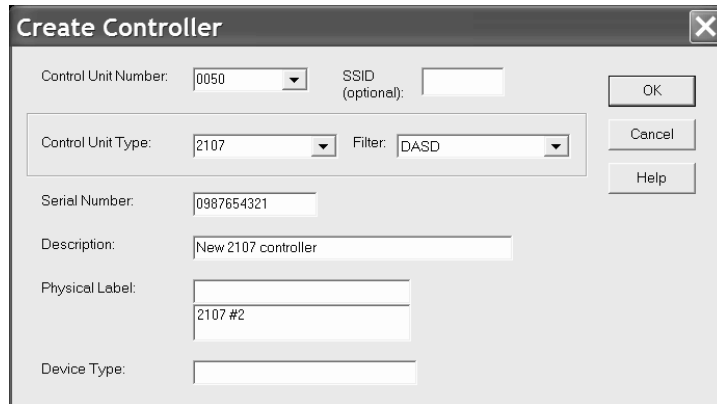 Create Controller
Control Unit Number: 0050 SSID (optional):
OK
Control Unit Type: 2107 Filter: DASD
Cancel
Help
Serial Number: 0987654321
Description: New 2107 controller
Physical Label:
2107 #2
Device Type: